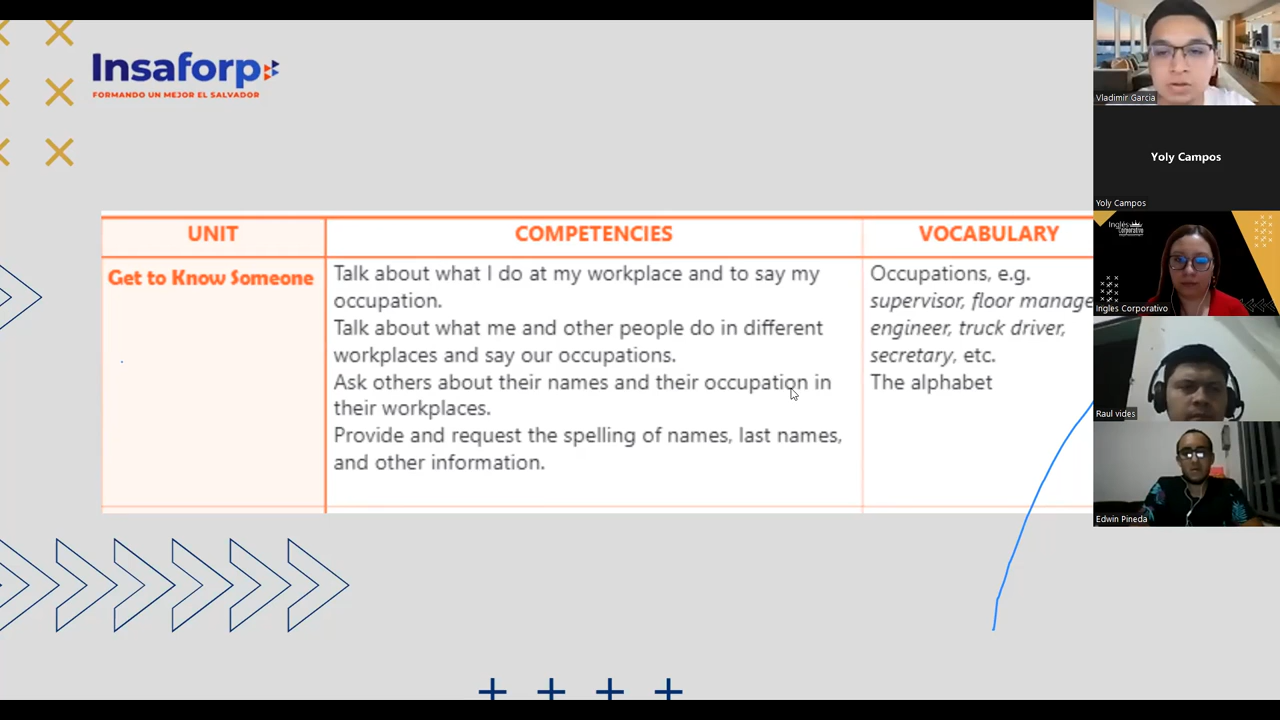 Insaforp
FORMANDO UN MEJOR EL SALVADOR
UNIT
COMPETENCIES
VOCABULARY
Get to Know Someone
Talk about what I do at my workplace and to say my
occupation.
Talk about what me and other people do in different
workplaces and say our occupations.
Ask others about their names and their occupation in
their workplaces.
Provide and request the spelling of names, last names,
and other information.
Occupations, e.g.
supervisor, floor manage
engineer, truck driver,
secretary, etc.
The alphabet
Vladimir Garcia
Yoly Campos
Yoly Campos
Inglés
Corporativo
Ingles Corporativo
Raul vides
Edwin Pineda